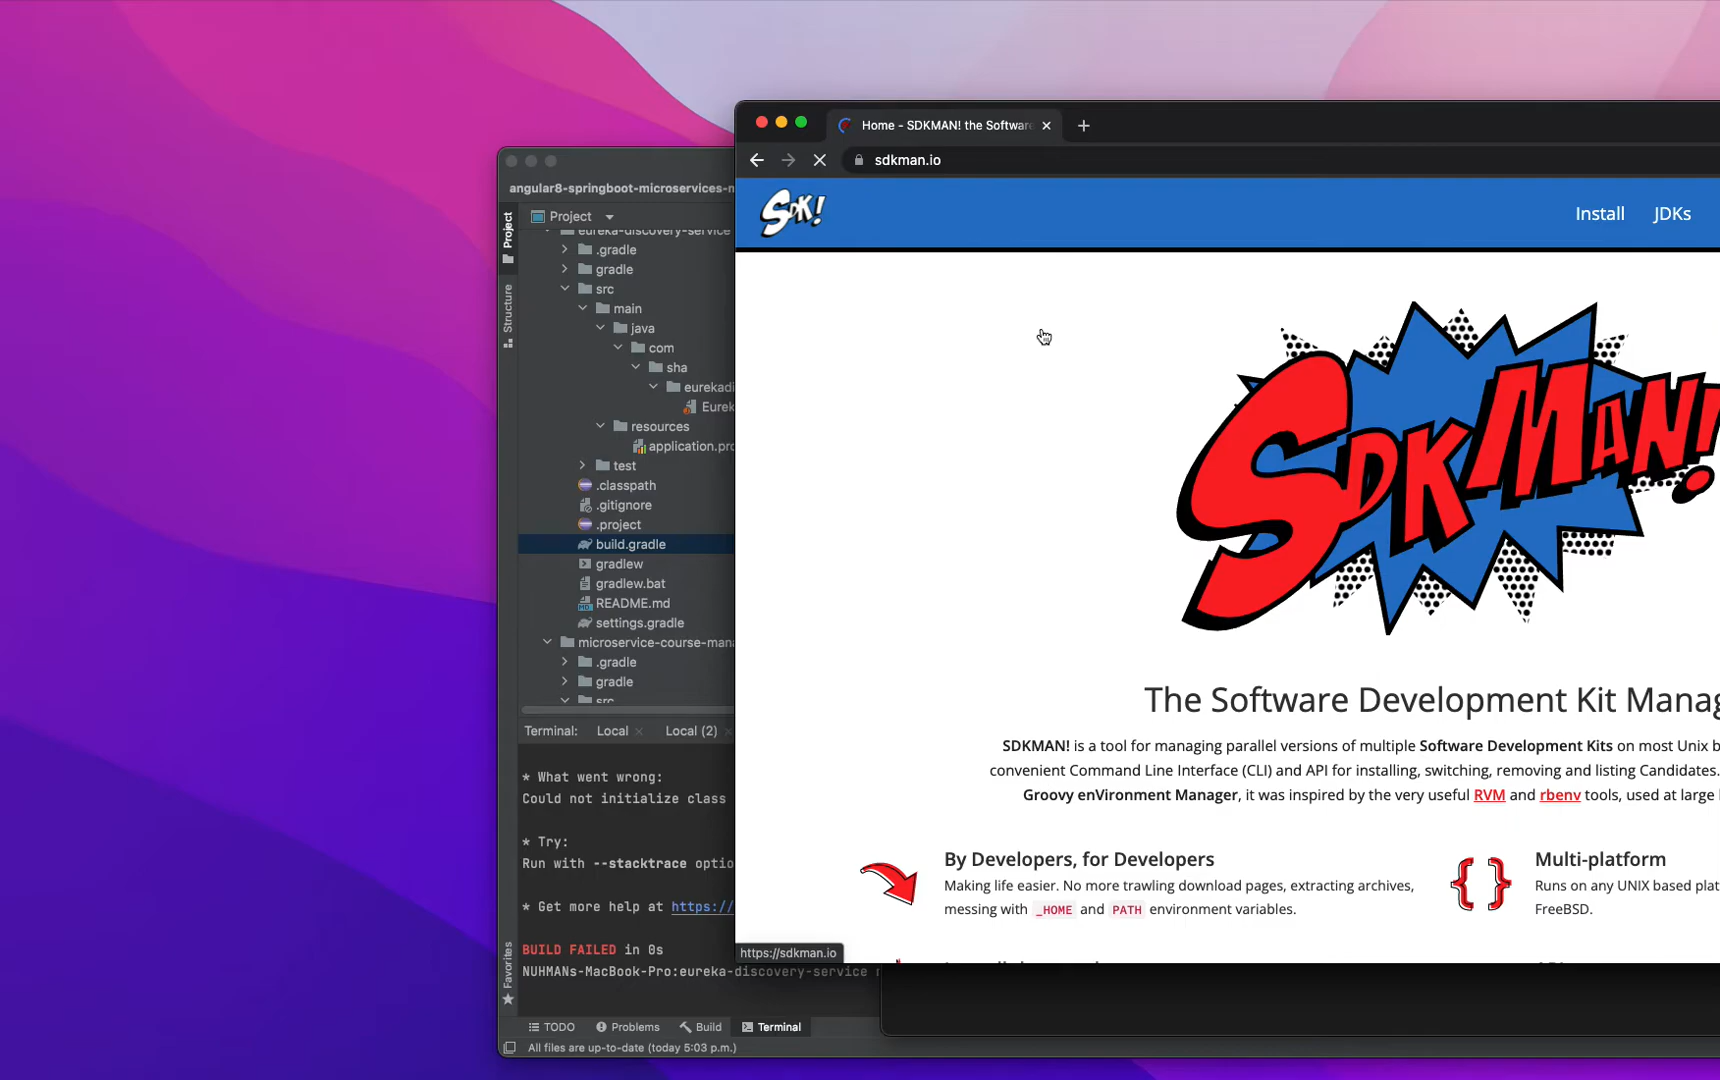 Home - SDKMAN! the Software
sdkman.io
angular8-springboot-microservices-
SDK!
Install
JDKs
Project
Project
Structure
eureka-discovery-service
.gradle
gradle
src
main
java
com
sha
eurekadi
Eurek
resources
application.pro
test
.classpath
.gitignore
.project
build.gradle
gradlew
gradlew.bat
README.md
settings.gradle
microservice-course-mana
.gradle
gradle
src
SDKMAN!
The Software Development Kit Manag
SDKMAN! is a tool for managing parallel versions of multiple Software Development Kits on most Unix b
convenient Command Line Interface (CLI) and API for installing, switching, removing and listing Candidates.
Groovy enVironment Manager, it was inspired by the very useful RVM and rbenv tools, used at large
By Developers, for Developers
Making life easier. No more trawling download pages, extracting archives,
messing with _HOME and PATH environment variables.
{ }
Multi-platform
Runs on any UNIX based plat
FreeBSD.
https://sdkman.io
Terminal:
Local
Local (2)
* What went wrong:
Could not initialize class
* Try:
Run with --stacktrace optio
* Get more help at https://
BUILD FAILED in 0s
NUHMANs-MacBook-Pro:eureka-discovery-service
Favorites
TODO
Problems
Build
Terminal
All files are up-to-date (today 5:03 p.m.)